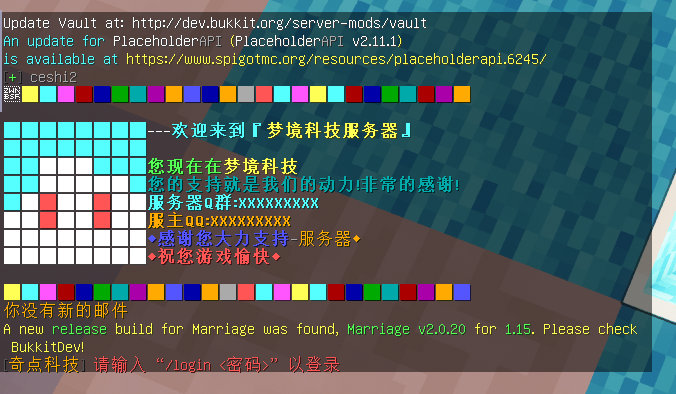 Update Vault at: http://dev.bukkit.org/server-mods/vault
An update for PlaceholderAPI (PlaceholderAPI v2.11.1)
is available at https://www.spigotmc.org/resources/placeholderapi.6245/
[+] ceshi2
ZWN BSP
---欢迎来到『梦境科技服务器』
您现在在梦境科技
您的支持就是我们的动力!非常的感谢!
服务器Q群:XXXXXXXXX
服主QQ:XXXXXXXXX
◆感谢您大力支持-服务器◆
◆祝您游戏愉快◆
你没有新的邮件
A new release build for Marriage was found, Marriage v2.0.20 for 1.15. Please check
BukkitDev!
[奇点科技] 请输入 “/login <密码>” 以登录